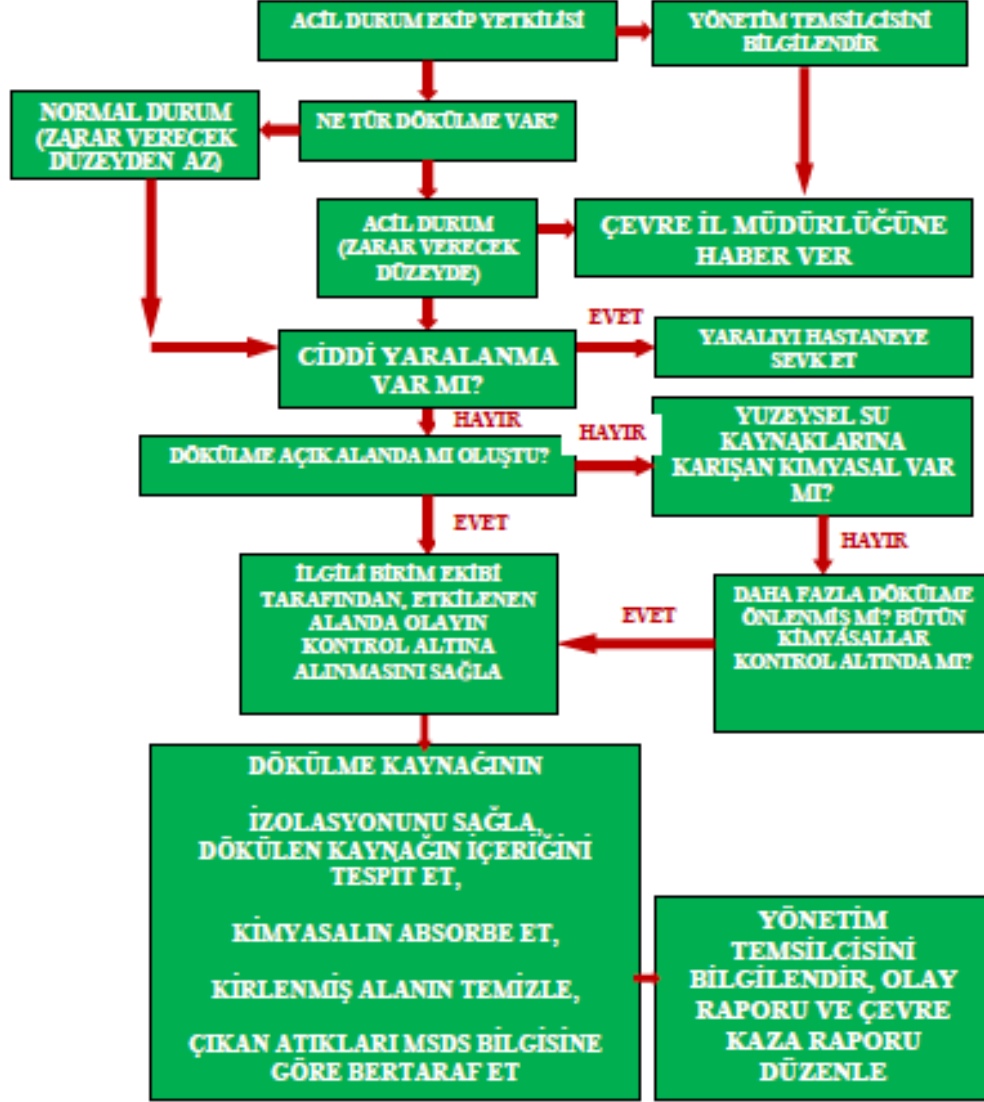 ACİL DURUM EKİP YETKİLİSİ
YÖNETİM TEMSİLCİSİNİ
BİLGİLENDİR
NORMAL DURUM
(ZARAR VERECEK
DÜZEYDEN AZ)
NE TÜR DÖKÜLME VAR?
ACİL DURUM
(ZARAR VERECEK
DÜZEYDE)
ÇEVRE İL MÜDÜRLÜĞÜNE
HABER VER
CİDDİ YARALANMA
VAR MI?
EVET
YARALIYI HASTANEYE
SEVK ET
HAYIR
DÖKÜLME AÇIK ALANDA MI OLUŞTU?
HAYIR
YUZEYSEL SU
KAYNAKLARINA
KARIŞAN KIMYASAL VAR
MI?
EVET
HAYIR
İLGİLİ BİRİM EKİBİ
TARAFINDAN, ETKİLENEN
ALANDA OLAYIN
KONTROL ALTINA
ALINMASINI SAĞLA
EVET
DAHA FAZLA DÖKÜLME
ÖNLENMİŞ Mİ? BÜTÜN
KİMYASALLAR
KONTROL ALTINDA MI?
DÖKÜLME KAYNAĞININ
İZOLASYONUNU SAĞLA,
DÖKÜLEN KAYNAĞIN İÇERİĞİNİ
TESPİT ET,
KİMYASALIN ABSORBE ET,
KİRLENMİŞ ALANIN TEMİZLE,
ÇIKAN ATIKLARI MSDS BİLGİSİNE
GÖRE BERTARAF ET
YÖNETİM
TEMSİLCİSİNİ
BİLGİLENDİR, OLAY
RAPORU VE ÇEVRE
KAZA RAPORU
DÜZENLE